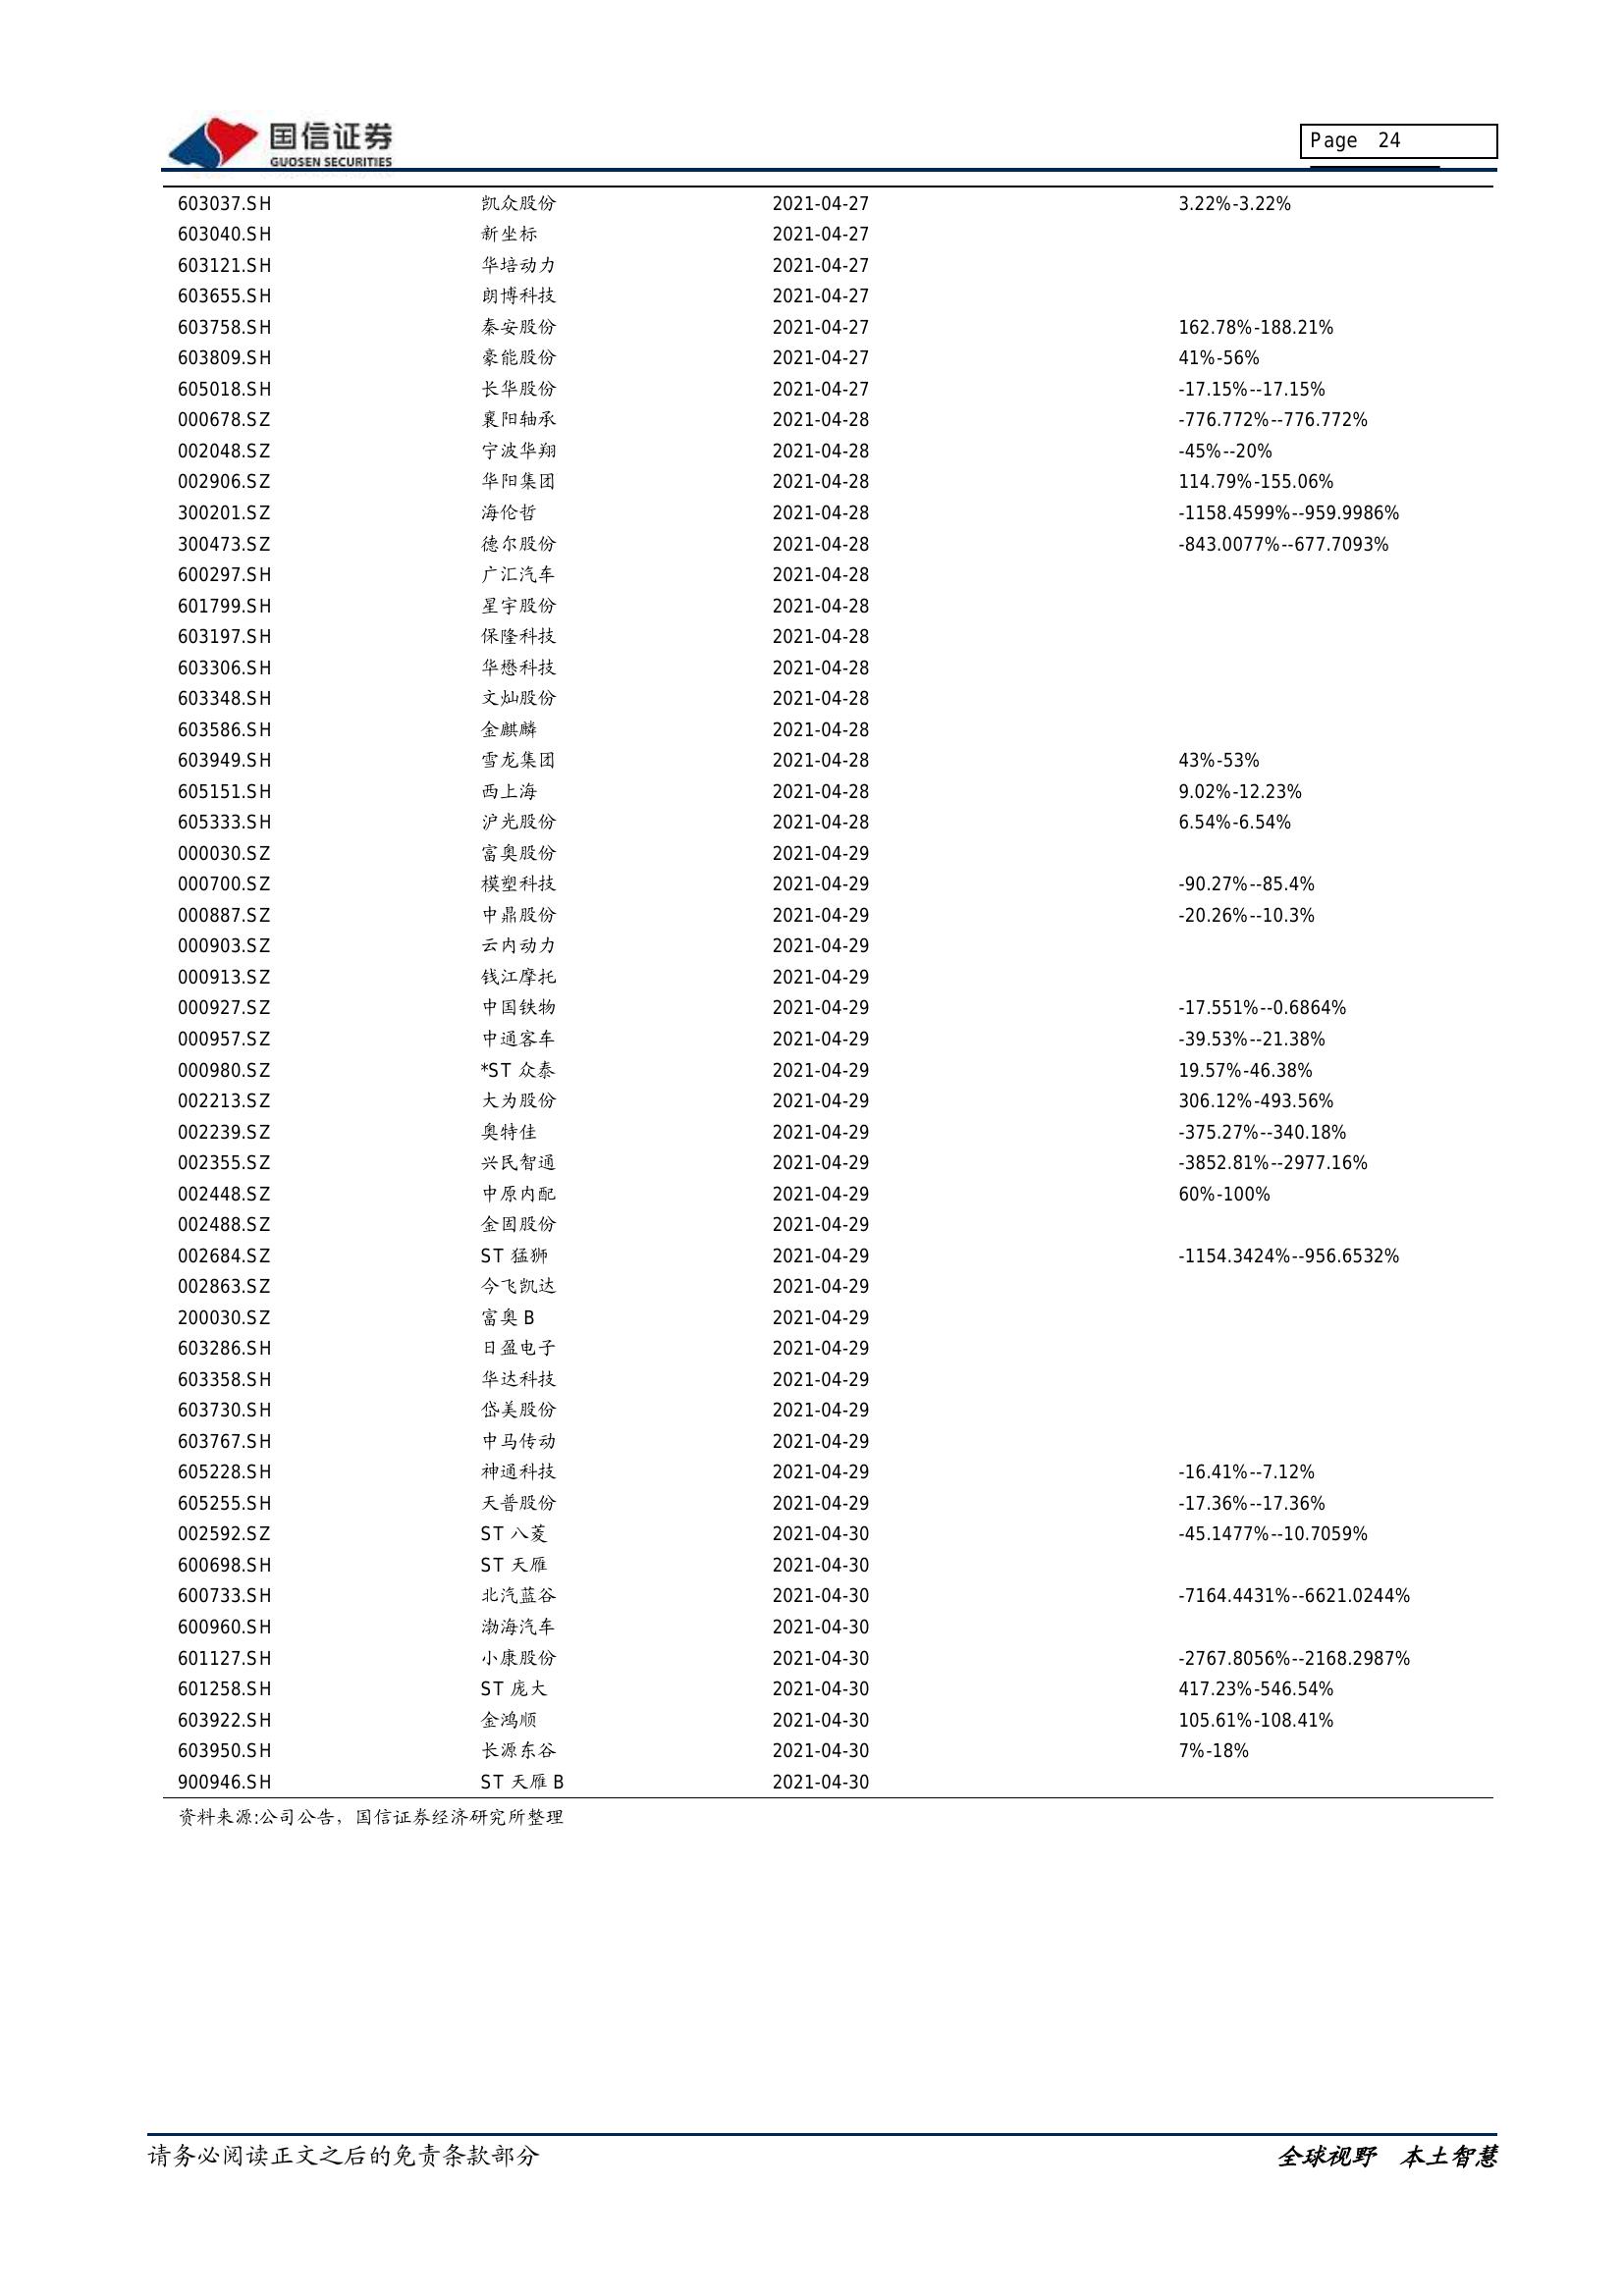 国信证券
GUOSEN SECURITIES
Page 24
603037.SH 凯众股份 2021-04-27 3.22%-3.22%
603040.SH 新坐标 2021-04-27
603121.SH 华培动力 2021-04-27
603655.SH 朗博科技 2021-04-27
603758.SH 秦安股份 2021-04-27 162.78%-188.21%
603809.SH 豪能股份 2021-04-27 41%-56%
605018.SH 长华股份 2021-04-27 -17.15%--17.15%
000678.SZ 襄阳轴承 2021-04-28 -776.772%--776.772%
002048.SZ 宁波华翔 2021-04-28 -45%--20%
002906.SZ 华阳集团 2021-04-28 114.79%-155.06%
300201.SZ 海伦哲 2021-04-28 -1158.4599%--959.9986%
300473.SZ 德尔股份 2021-04-28 -843.0077%--677.7093%
600297.SH 广汇汽车 2021-04-28
601799.SH 星宇股份 2021-04-28
603197.SH 保隆科技 2021-04-28
603306.SH 华懋科技 2021-04-28
603348.SH 文灿股份 2021-04-28
603586.SH 金麒麟 2021-04-28
603949.SH 雪龙集团 2021-04-28 43%-53%
605151.SH 西上海 2021-04-28 9.02%-12.23%
605333.SH 沪光股份 2021-04-28 6.54%-6.54%
000030.SZ 富奥股份 2021-04-29
000700.SZ 模塑科技 2021-04-29 -90.27%--85.4%
000887.SZ 中鼎股份 2021-04-29 -20.26%--10.3%
000903.SZ 云内动力 2021-04-29
000913.SZ 钱江摩托 2021-04-29
000927.SZ 中国铁物 2021-04-29 -17.551%--0.6864%
000957.SZ 中通客车 2021-04-29 -39.53%--21.38%
000980.SZ *ST 众泰 2021-04-29 19.57%-46.38%
002213.SZ 大为股份 2021-04-29 306.12%-493.56%
002239.SZ 奥特佳 2021-04-29 -375.27%--340.18%
002355.SZ 兴民智通 2021-04-29 -3852.81%--2977.16%
002448.SZ 中原内配 2021-04-29 60%-100%
002488.SZ 金固股份 2021-04-29
002684.SZ ST 猛狮 2021-04-29 -1154.3424%--956.6532%
002863.SZ 今飞凯达 2021-04-29
200030.SZ 富奥 B 2021-04-29
603286.SH 日盈电子 2021-04-29
603358.SH 华达科技 2021-04-29
603730.SH 岱美股份 2021-04-29
603767.SH 中马传动 2021-04-29
605228.SH 神通科技 2021-04-29 -16.41%--7.12%
605255.SH 天普股份 2021-04-29 -17.36%--17.36%
002592.SZ ST 八菱 2021-04-30 -45.1477%--10.7059%
600698.SH ST 天雁 2021-04-30
600733.SH 北汽蓝谷 2021-04-30 -7164.4431%--6621.0244%
600960.SH 渤海汽车 2021-04-30
601127.SH 小康股份 2021-04-30 -2767.8056%--2168.2987%
601258.SH ST 庞大 2021-04-30 417.23%-546.54%
603922.SH 金鸿顺 2021-04-30 105.61%-108.41%
603950.SH 长源东谷 2021-04-30 7%-18%
900946.SH ST 天雁 B 2021-04-30
资料来源:公司公告，国信证券经济研究所整理
请务必阅读正文之后的免责条款部分 全球视野 本土智慧